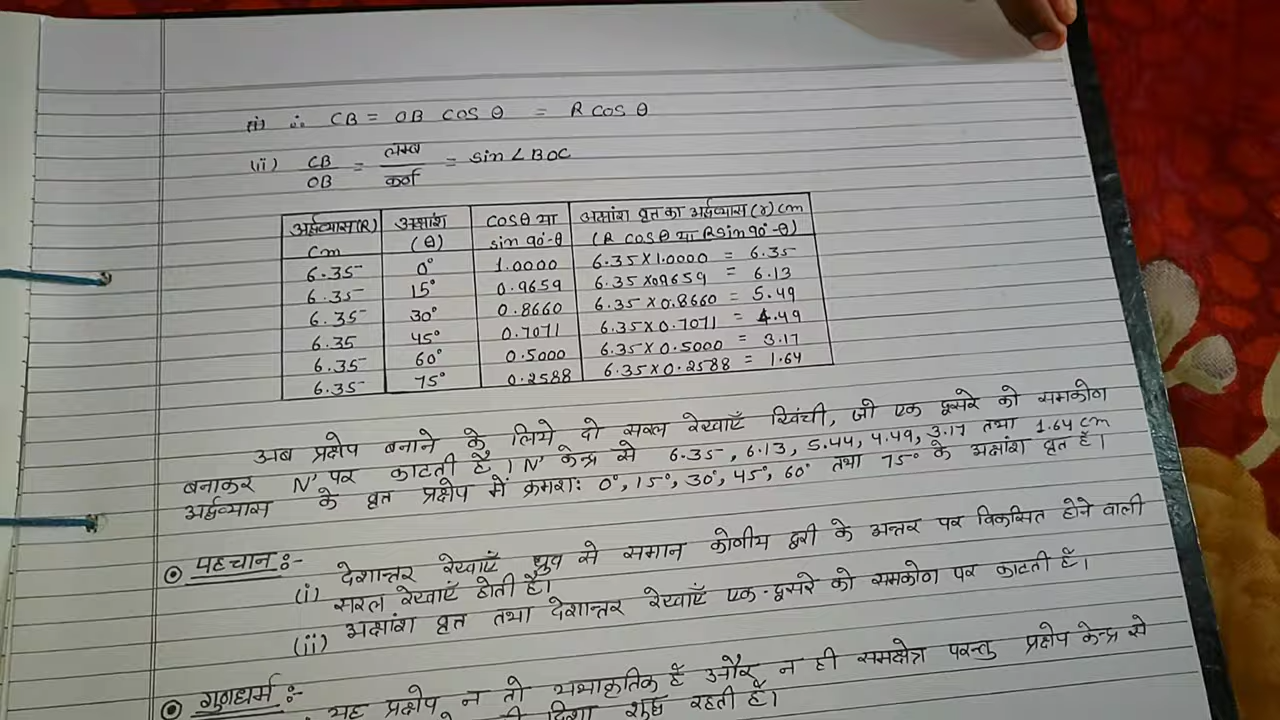 (i) ∴ CB = OB COS θ = R COS θ
(ii) CB/OB = लम्ब/कर्ण = sin ∠ BOC
अर्द्धव्यास (R) cm | अक्षांश (θ) | COSθ या sin 90°-θ | अक्षांश वृत का अर्द्धव्यास (r) cm (R cosθ या R sin 90°-θ)
6.35 | 0° | 1.0000 | 6.35 X 1.0000 = 6.35
6.35 | 15° | 0.9659 | 6.35 X 09659 = 6.13
6.35 | 30° | 0.8660 | 6.35 X 0.8660 = 5.49
6.35 | 45° | 0.7071 | 6.35 X 0.7071 = 4.49
6.35 | 60° | 0.5000 | 6.35 X 0.5000 = 3.17
6.35 | 75° | 0.2588 | 6.35 X 0.2588 = 1.64
अब प्रक्षेप बनाने के लिये दो सरल रेखाएँ खिंची, जो एक दूसरे को समकोण
बनाकर N' पर काटती है। N' केन्द्र से 6.35, 6.13, 5.44, 4.49, 3.17 तथा 1.64 cm
अर्द्धव्यास के वृत प्रक्षेप में क्रमशः 0°, 15°, 30°, 45°, 60° तथा 75° के अक्षांश वृत है।
पहचान :-
(i) देशान्तर रेखाएँ ध्रुव से समान कोणीय दूरी के अन्तर पर विकसित होने वाली
सरल रेखाएँ होती हैं।
(ii) अक्षांश वृत तथा देशान्तर रेखाएँ एक-दूसरे को समकोण पर काटती हैं।
गुणधर्म :-
यह प्रक्षेप न तो यथाकृतिक हैं और न ही समक्षेत्र परन्तु प्रक्षेप केन्द्र से
दिशा शुद्ध रहती हैं।